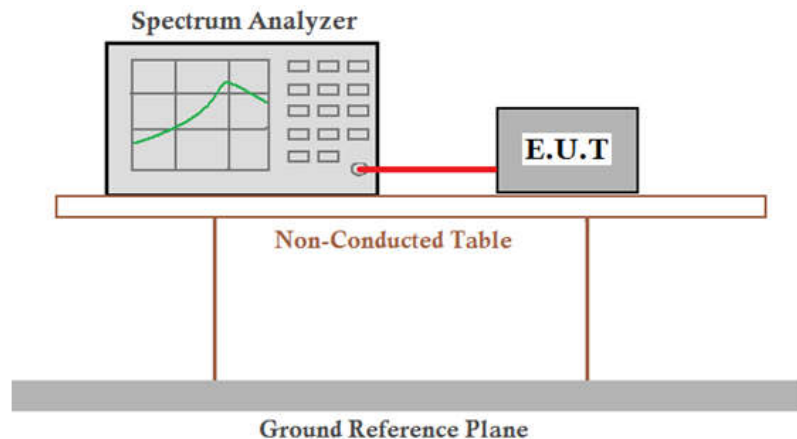 Spectrum Analyzer
E.U.T
Non-Conducted Table
Ground Reference Plane